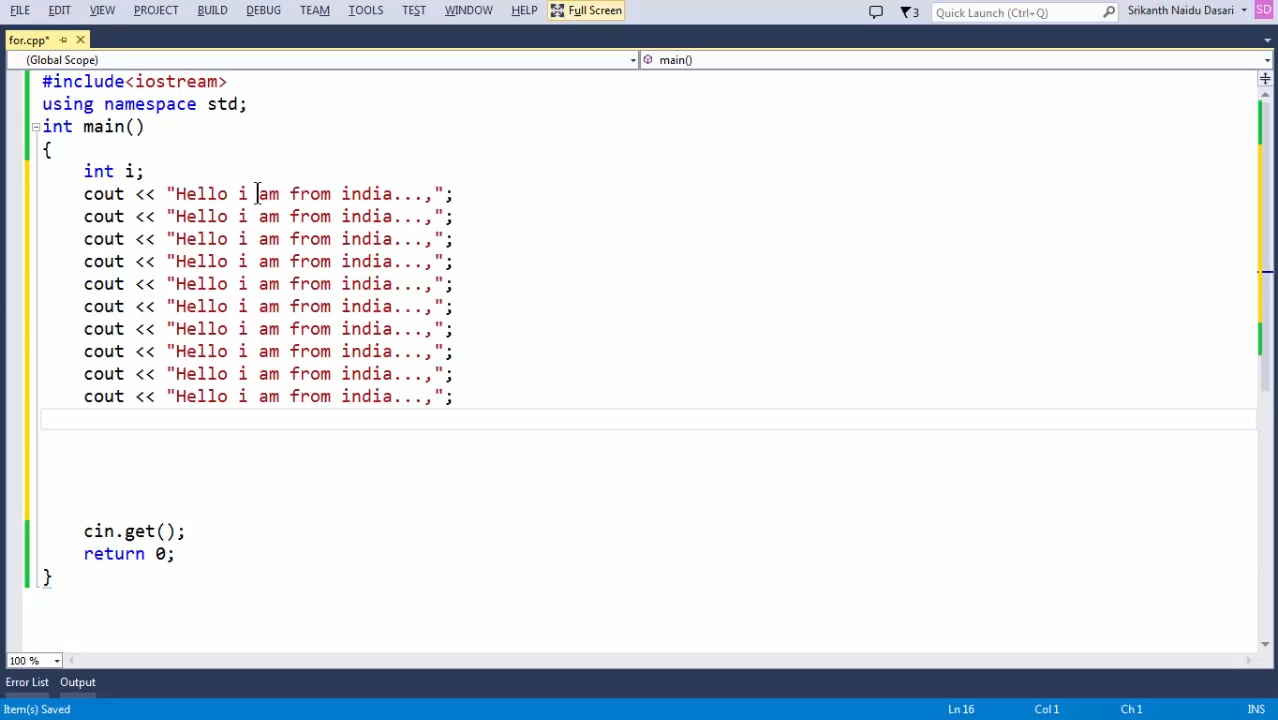 FILE EDIT VIEW PROJECT BUILD DEBUG TEAM TOOLS TEST WINDOW HELP Full Screen 3 Quick Launch (Ctrl+Q) Srikanth Naidu Dasari SD
for.cpp*
(Global Scope) main()
#include<iostream>
using namespace std;
int main()
{
int i;
cout << "Hello i am from india...,";
cout << "Hello i am from india...,";
cout << "Hello i am from india...,";
cout << "Hello i am from india...,";
cout << "Hello i am from india...,";
cout << "Hello i am from india...,";
cout << "Hello i am from india...,";
cout << "Hello i am from india...,";
cout << "Hello i am from india...,";
cout << "Hello i am from india...,";
cin.get();
return 0;
}
100 %
Error List Output
Item(s) Saved Ln 16 Col 1 Ch 1 INS